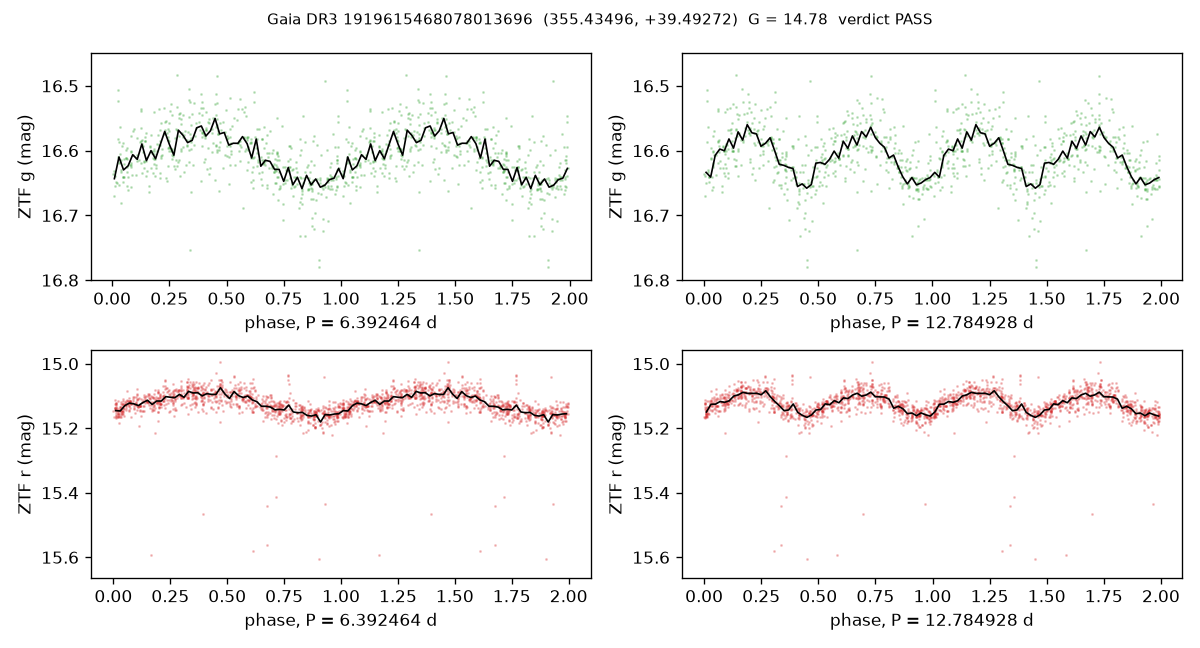 Gaia DR3 1919615468078013696 (355.43496, +39.49272) G = 14.78 verdict PASS
ZTF g (mag)
16.5
16.6
16.7
16.8
0.00 0.25 0.50 0.75 1.00 1.25 1.50 1.75 2.00
phase, P = 6.392464 d
ZTF g (mag)
16.5
16.6
16.7
16.8
0.00 0.25 0.50 0.75 1.00 1.25 1.50 1.75 2.00
phase, P = 12.784928 d
ZTF r (mag)
15.0
15.2
15.4
15.6
0.00 0.25 0.50 0.75 1.00 1.25 1.50 1.75 2.00
phase, P = 6.392464 d
ZTF r (mag)
15.0
15.2
15.4
15.6
0.00 0.25 0.50 0.75 1.00 1.25 1.50 1.75 2.00
phase, P = 12.784928 d